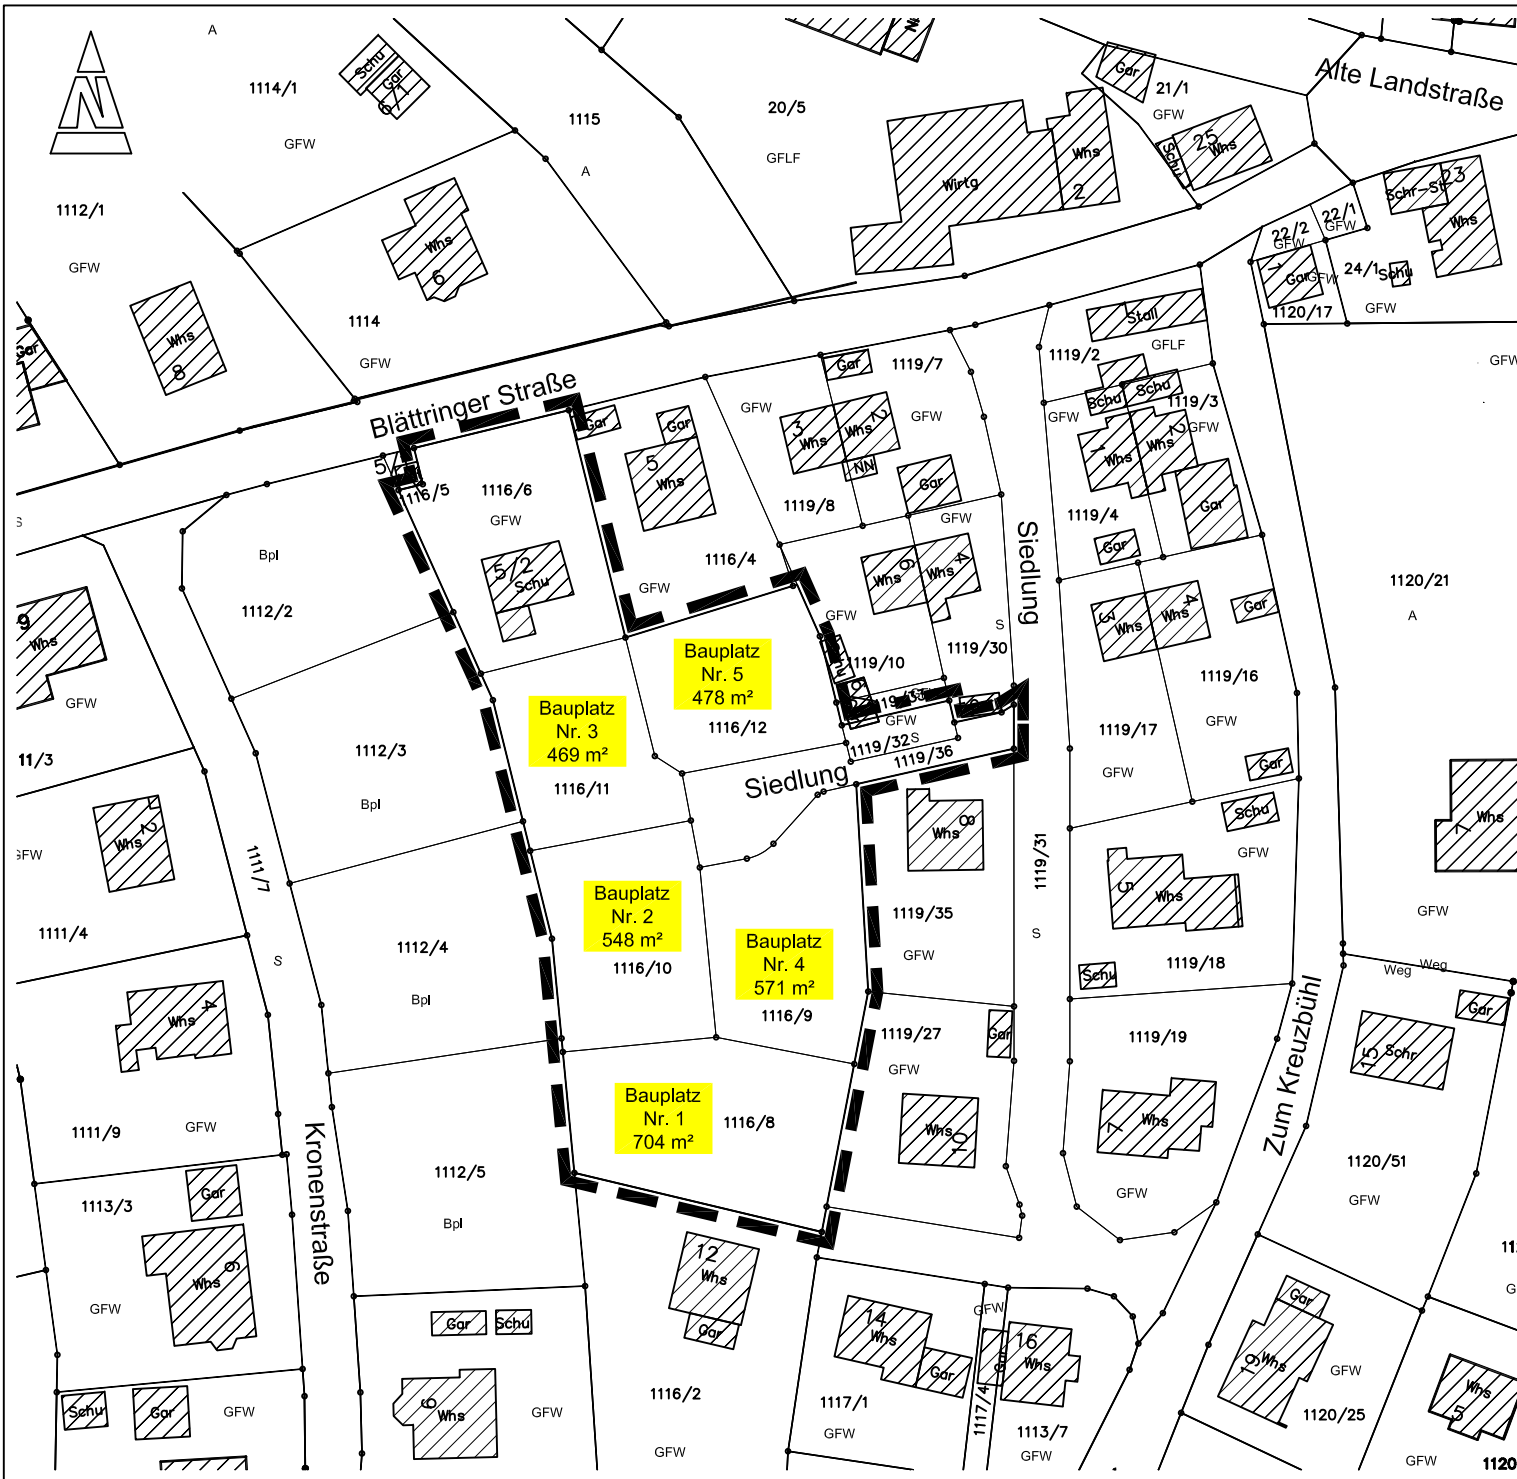 A
N
Schu
Gar
6/1
1114/1
GFW
1115
A
20/5
GFLF
Wirtg
Whs
2
Gar
21/1
GFW
Schu
25
Whs
Alte Landstraße
Schr-St
23
Whs
22/2
GFW
22/1
GFW
1
Gar
GFW
24/1
Schu
GFW
1120/17
GFW
1112/1
GFW
Whs
8
Whs
6
1114
GFW
Gar
Blättringer Straße
Gar
Gar
5
Whs
1116/4
GFW
GFW
Gar
1119/7
GFW
3
Whs
Whs
2
NN
Gar
1119/8
GFW
Stall
GFLF
1119/2
Schu
Schu
1119/3
GFW
GFW
1
Whs
Whs
2
Gar
1119/4
Gar
1116/5
1116/6
GFW
5/2
Schu
S
Bpl
1112/2
9
Whs
GFW
Whs
6
Whs
4
GFW
1119/10
S
1119/30
Siedlung
3
Whs
Whs
4
Gar
1119/16
GFW
1119/17
GFW
Gar
1120/21
A
Bauplatz
Nr. 5
478 m²
1116/12
Bauplatz
Nr. 3
469 m²
1116/11
GFW
1119/32
S
1119/36
Siedlung
11/3
1112/3
Bpl
2
Whs
GFW
1111/7
8
Whs
1119/31
S
Schu
GFW
5
Whs
7
Whs
GFW
1111/4
S
1112/4
Bpl
Bauplatz
Nr. 2
548 m²
1116/10
Bauplatz
Nr. 4
571 m²
1116/9
1119/35
GFW
1119/18
Schu
Weg
Weg
4
Whs
1119/27
GFW
Gar
1119/19
Zum Kreuzbühl
15
Schr
Gar
Bauplatz
Nr. 1
704 m²
1116/8
Whs
10
7
Whs
GFW
1111/9
GFW
Kronenstraße
1112/5
Bpl
1120/51
GFW
1113/3
Gar
9
Whs
GFW
12
Whs
Gar
Gar
Schu
9
Whs
GFW
14
Whs
Gar
GFW
Gar
16
Whs
Gar
19
Whs
GFW
Schu
Gar
GFW
1116/2
GFW
1117/1
GFW
1117/4
1113/7
GFW
1120/25
Whs
5
GFW
1120